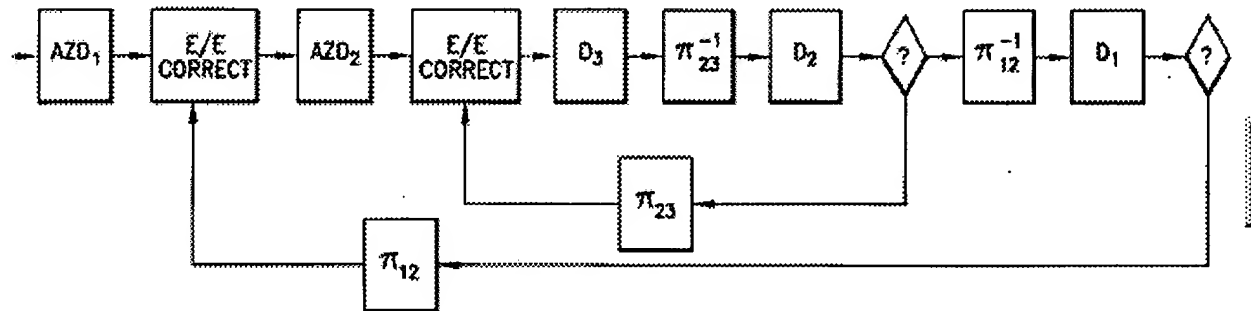 AZD₁
E/E
CORRECT
AZD₂
E/E
CORRECT
D₃
π₂₃⁻¹
D₂
?
π₁₂⁻¹
D₁
?
π₂₃
π₁₂